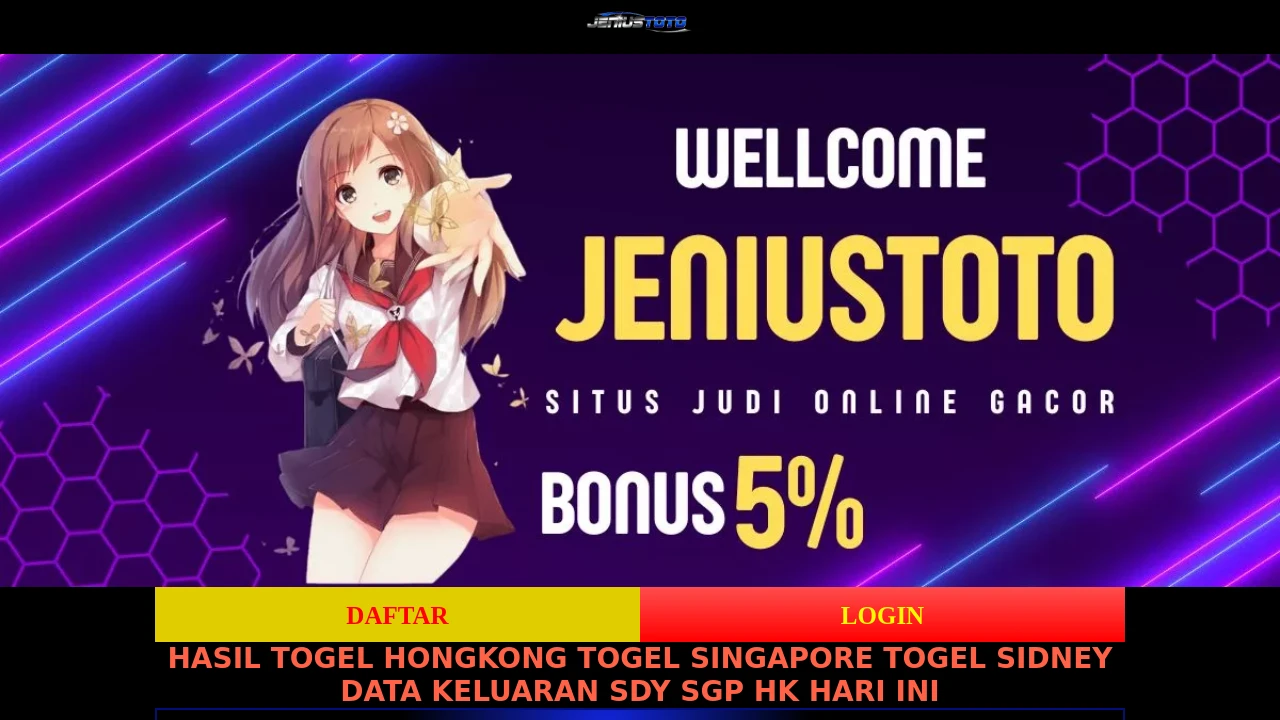 JENIUSTOTO
WELLCOME
JENIUSTOTO
SITUS JUDI ONLINE GACOR
BONUS 5%
DAFTAR
LOGIN
HASIL TOGEL HONGKONG TOGEL SINGAPORE TOGEL SIDNEY
DATA KELUARAN SDY SGP HK HARI INI